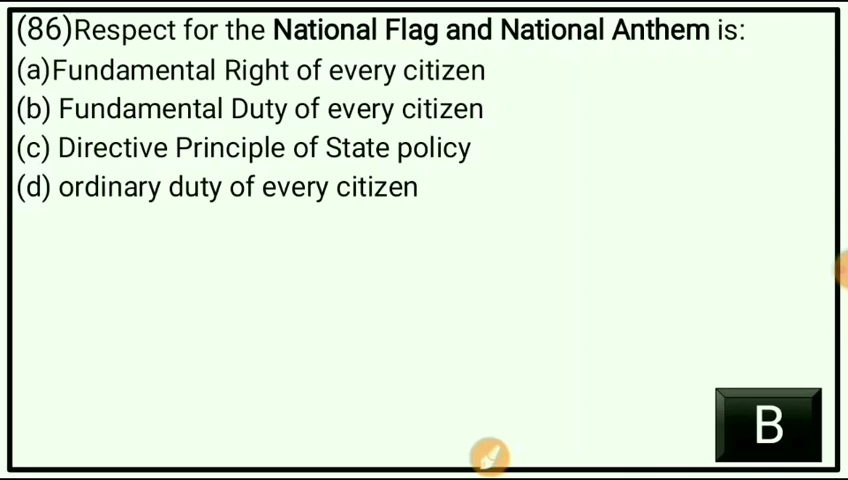 (86)Respect for the National Flag and National Anthem is:
(a)Fundamental Right of every citizen
(b) Fundamental Duty of every citizen
(c) Directive Principle of State policy
(d) ordinary duty of every citizen
B